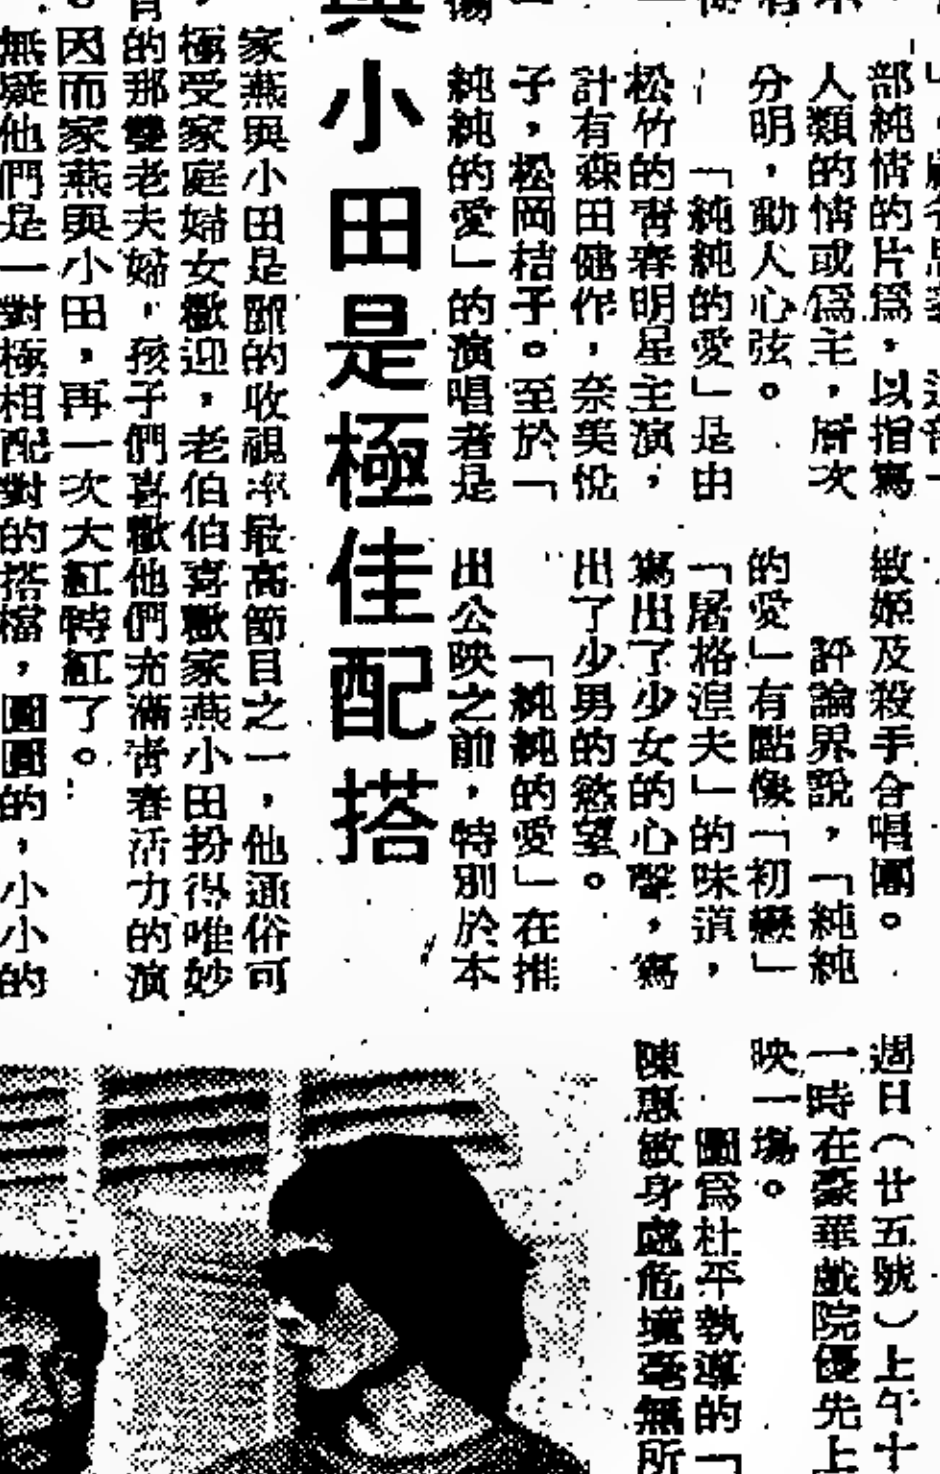 部純情的片爲，以指寫
人類的情或爲主，層次
分明，動人心弦。
「純純的愛」是由
松竹的靑春明星主演，
計有森田健作，奈美悅
子，松岡桔子。至於「
純純的愛」的演唱者是
敏姬及殺手合唱團。
評論界說，「純純
的愛」有點像「初戀」
「屠格涅夫」的味道，
寫出了少女的心聲，寫
出了少男的慾望。
「純純的愛」在推
出公映之前，特別於本
週日（廿五號）上午十
一時在豪華戲院優先上
映一塲。
圖爲杜平執導的「
陳惠敏身處危境毫無所
與小田是極佳配搭
家燕與小田是麗的收視率最高節目之一，他通俗可
極受家庭婦女歡迎，老伯伯喜歡家燕小田扮得唯妙
的那雙老夫婦，孩子們喜歡他們充滿靑春活力的演
。因而家燕與小田，再一次大紅特紅了。
無疑他們是一對極相配對的搭檔，圓圓的，小小的